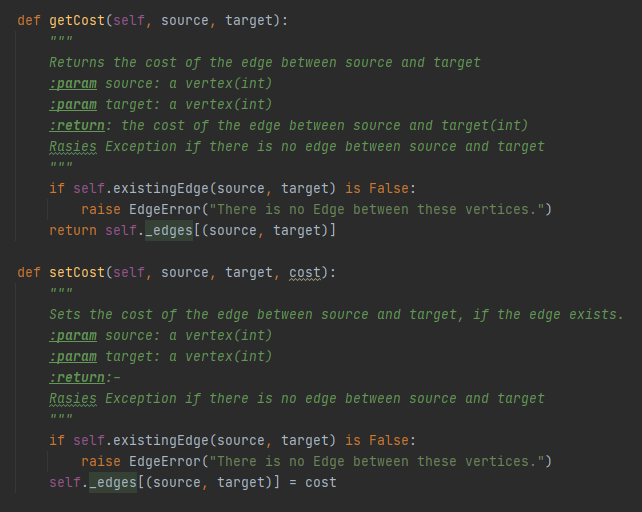 def getCost(self, source, target):
    """
    Returns the cost of the edge between source and target
    :param source: a vertex(int)
    :param target: a vertex(int)
    :return: the cost of the edge between source and target(int)
    Rasies Exception if there is no edge between source and target
    """
    if self.existingEdge(source, target) is False:
        raise EdgeError("There is no Edge between these vertices.")
    return self._edges[(source, target)]

def setCost(self, source, target, cost):
    """
    Sets the cost of the edge between source and target, if the edge exists.
    :param source: a vertex(int)
    :param target: a vertex(int)
    :return:-
    Rasies Exception if there is no edge between source and target
    """
    if self.existingEdge(source, target) is False:
        raise EdgeError("There is no Edge between these vertices.")
    self._edges[(source, target)] = cost